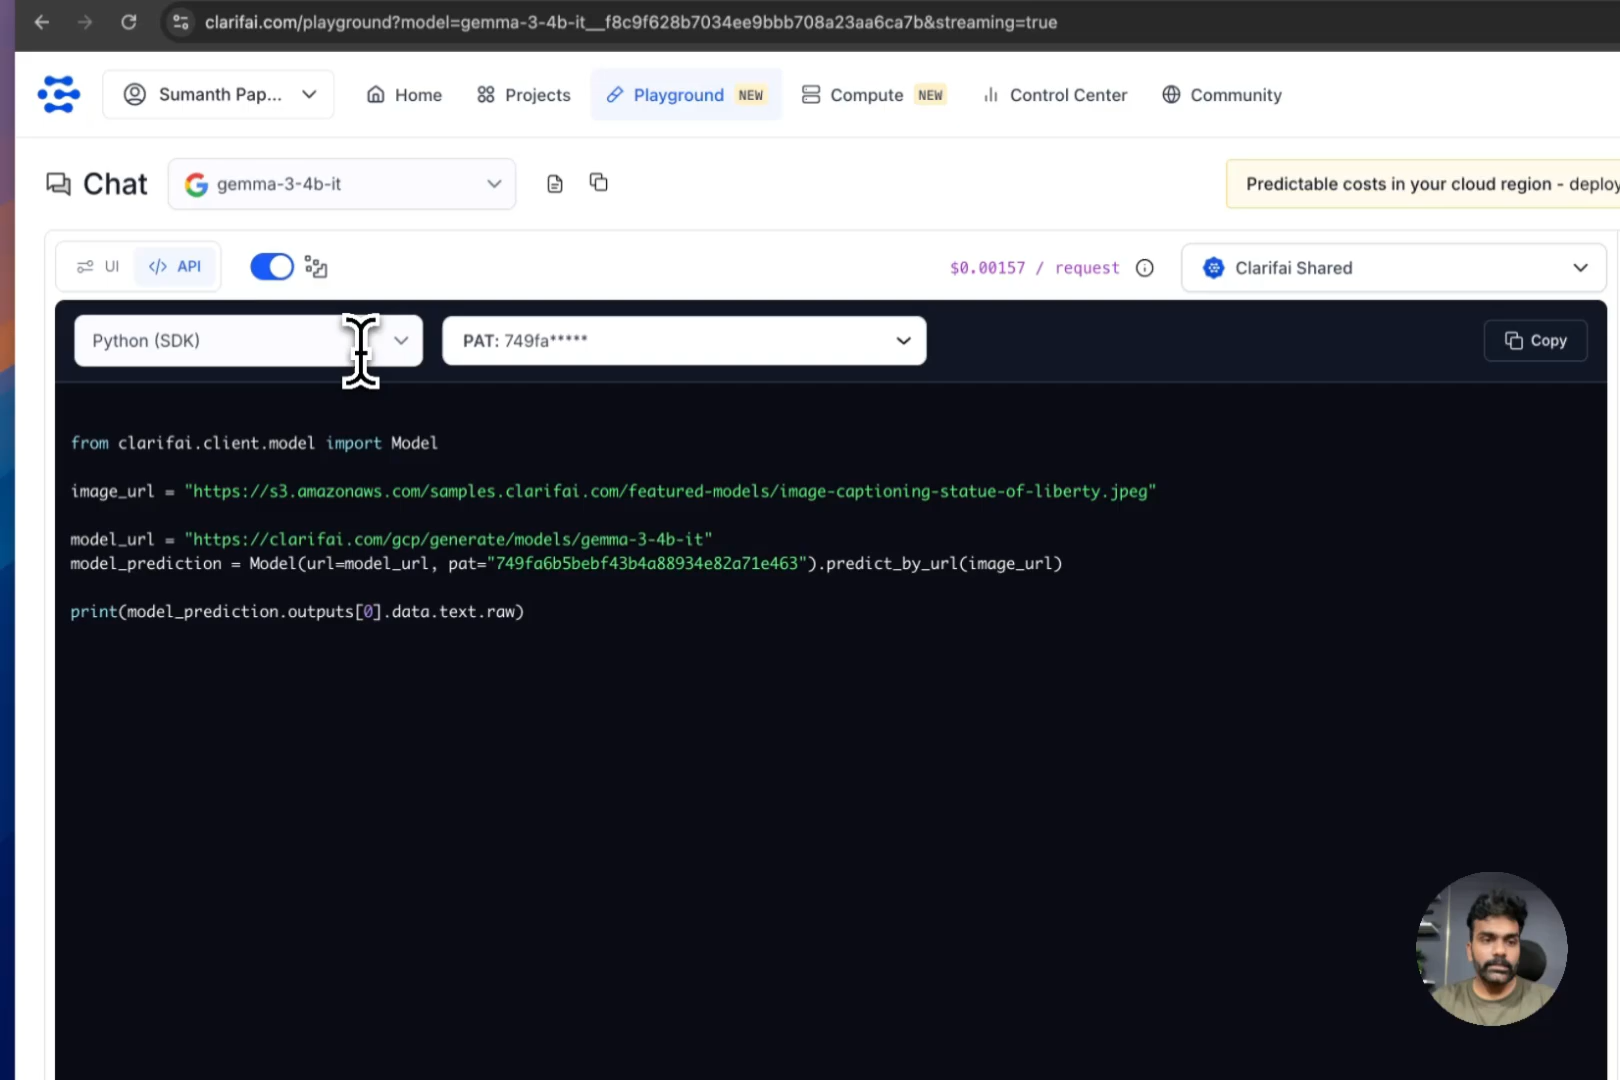 clarifai.com/playground?model=gemma-3-4b-it__f8c9f628b7034ee9bbb708a23aa6ca7b&streaming=true
Sumanth Pap... Home Projects Playground NEW Compute NEW Control Center Community
Chat gemma-3-4b-it Predictable costs in your cloud region - deploy
UI </> API $0.00157 / request Clarifai Shared
Python (SDK) PAT: 749fa***** Copy
from clarifai.client.model import Model
image_url = "https://s3.amazonaws.com/samples.clarifai.com/featured-models/image-captioning-statue-of-liberty.jpeg"
model_url = "https://clarifai.com/gcp/generate/models/gemma-3-4b-it"
model_prediction = Model(url=model_url, pat="749fa6b5bebf43b4a88934e82a71e463").predict_by_url(image_url)
print(model_prediction.outputs[0].data.text.raw)